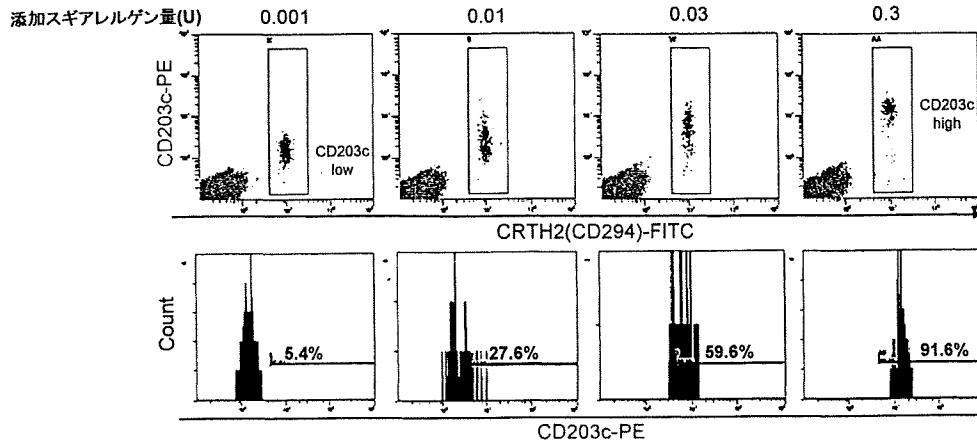 添加スギアレルゲン量(U) 0.001 0.01 0.03 0.3
CD203c-PE
CD203c
low
CD203c
high
AA
CRTH2(CD294)-FITC
Count
5.4%
27.6%
59.6%
91.6%
CD203c-PE